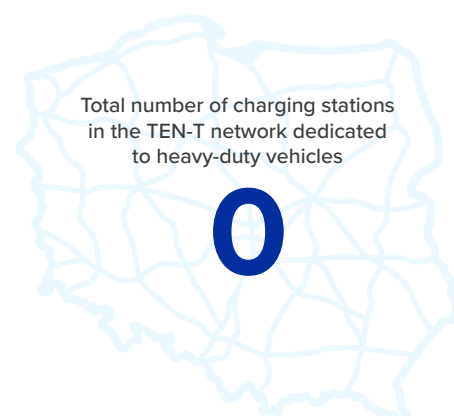 Total number of charging stations
in the TEN-T network dedicated
to heavy-duty vehicles
0